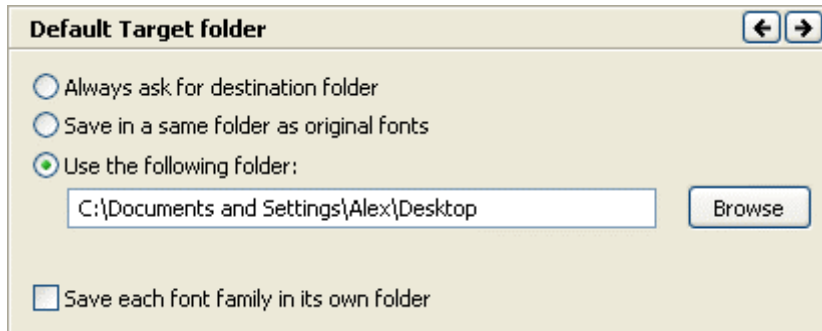 Default Target folder
Always ask for destination folder
Save in a same folder as original fonts
Use the following folder:
C:\Documents and Settings\Alex\Desktop
Browse
Save each font family in its own folder